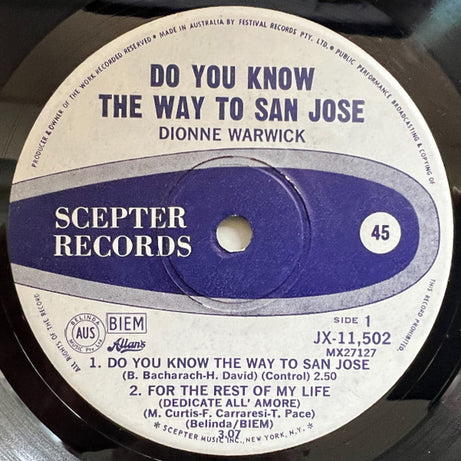 PRODUCER & OWNER OF THE WORK RECORDED RESERVED ★ MADE IN AUSTRALIA BY FESTIVAL RECORDS PTY. LTD. ★ PUBLIC PERFORMANCE BROADCASTING & COPYING OF
DO YOU KNOW
THE WAY TO SAN JOSE
DIONNE WARWICK
SCEPTER
RECORDS
45
THIS RECORD PROHIBITED.
ALL RIGHTS OF THE RECORD
SIDE 1
JX-11,502
MX27127
BELINDA
AUS
MUSIC Pty. Ltd.
BIEM
Allan's
1. DO YOU KNOW THE WAY TO SAN JOSE
(B. Bacharach-H. David) (Control) 2.50
2. FOR THE REST OF MY LIFE
(DEDICATE ALL' AMORE)
(M. Curtis-F. Carraresi-T. Pace)
(Belinda/BIEM)
3.07
* SCEPTER MUSIC INC., NEW YORK, N.Y. *